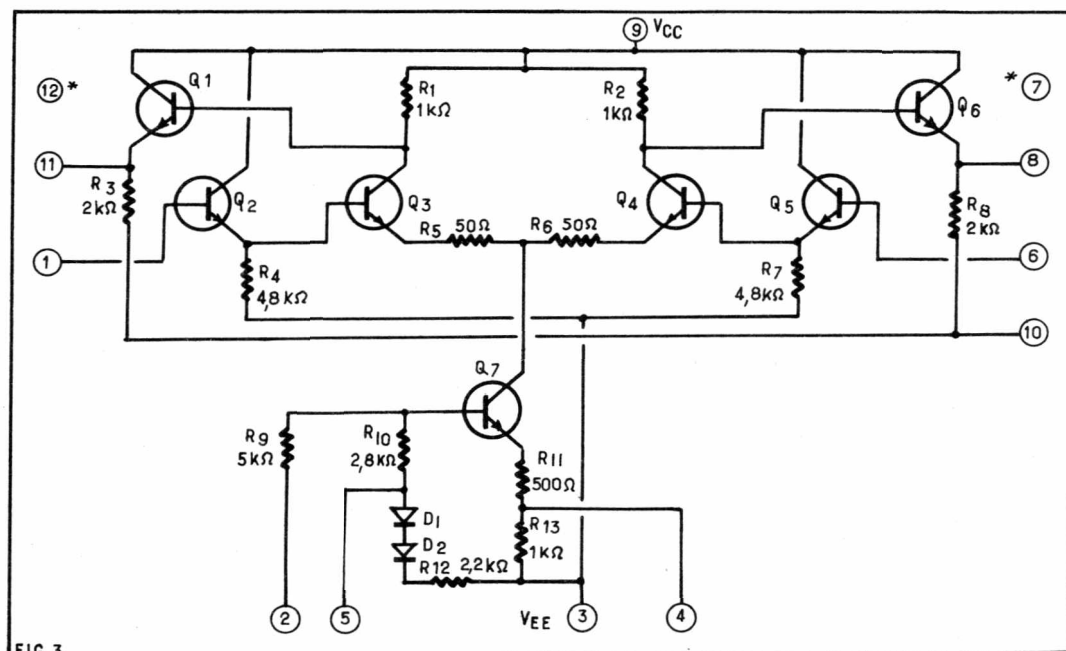 9 VCC
12 *
Q1
R1
1kΩ
R2
1kΩ
* 7
Q6
11
8
R3
2kΩ
Q2
Q3
Q4
Q5
R8
2kΩ
R5
50Ω
R6
50Ω
1
R4
4,8kΩ
R7
4,8kΩ
6
10
Q7
R9
5kΩ
R10
2,8kΩ
R11
500Ω
D1
R13
1kΩ
D2
R12 2,2kΩ
2
5
VEE
3
4
FIG. 3